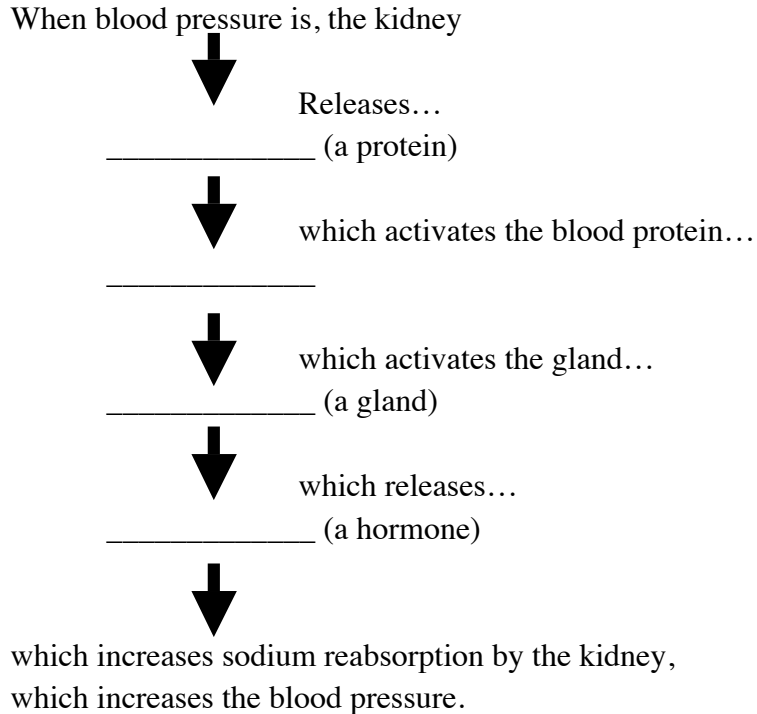 When blood pressure is, the kidney
Releases…
_____________ (a protein)
which activates the blood protein…
_____________
which activates the gland…
_____________ (a gland)
which releases…
_____________ (a hormone)
which increases sodium reabsorption by the kidney,
which increases the blood pressure.